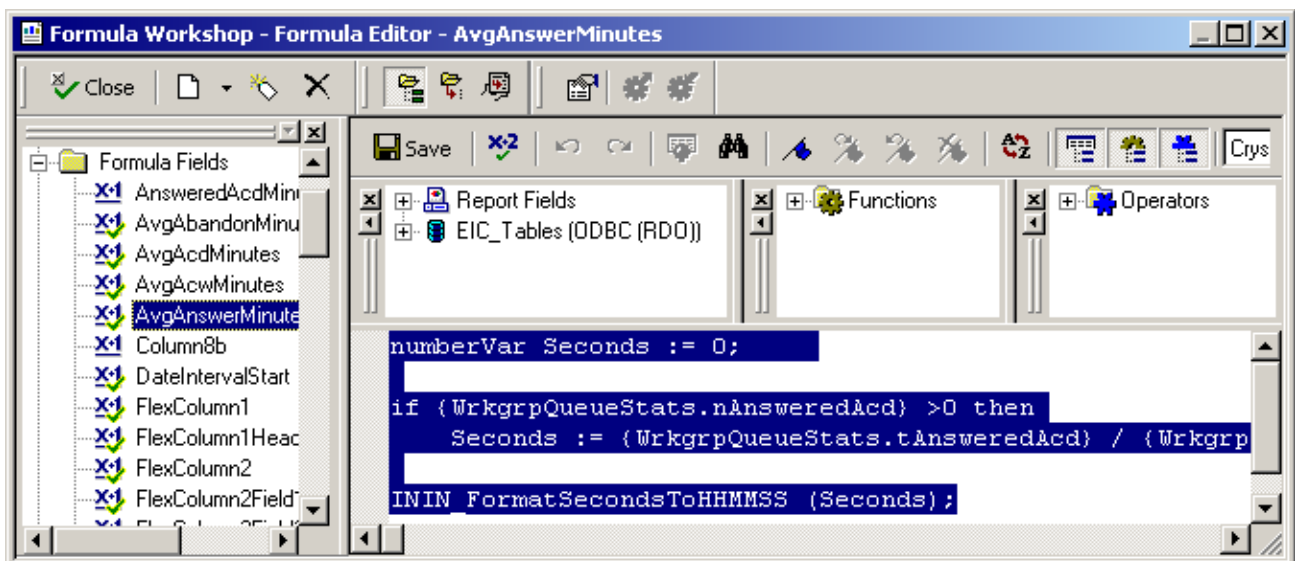 Formula Workshop - Formula Editor - AvgAnswerMinutes
Close
Save
Crys
Formula Fields
AnsweredAcdMin
AvgAbandonMinu
AvgAcdMinutes
AvgAcwMinutes
AvgAnswerMinute
Column8b
DateIntervalStart
FlexColumn1
FlexColumn1Head
FlexColumn2
FlexColumn2Field
Report Fields
EIC_Tables (ODBC (RDO))
Functions
Operators
numberVar Seconds := 0;
if {WrkgrpQueueStats.nAnsweredAcd} >0 then
Seconds := {WrkgrpQueueStats.tAnsweredAcd} / {Wrkgrp
ININ_FormatSecondsToHHMMSS (Seconds);